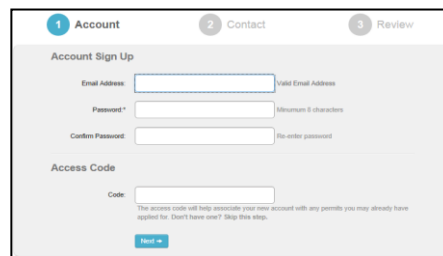 1 Account 2 Contact 3 Review
Account Sign Up
Email Address: Valid Email Address
Password:* Minumum 8 characters
Confirm Password: Re-enter password
Access Code
Code:
The access code will help associate your new account with any permits you may already have
applied for. Don't have one? Skip this step.
Next ➔